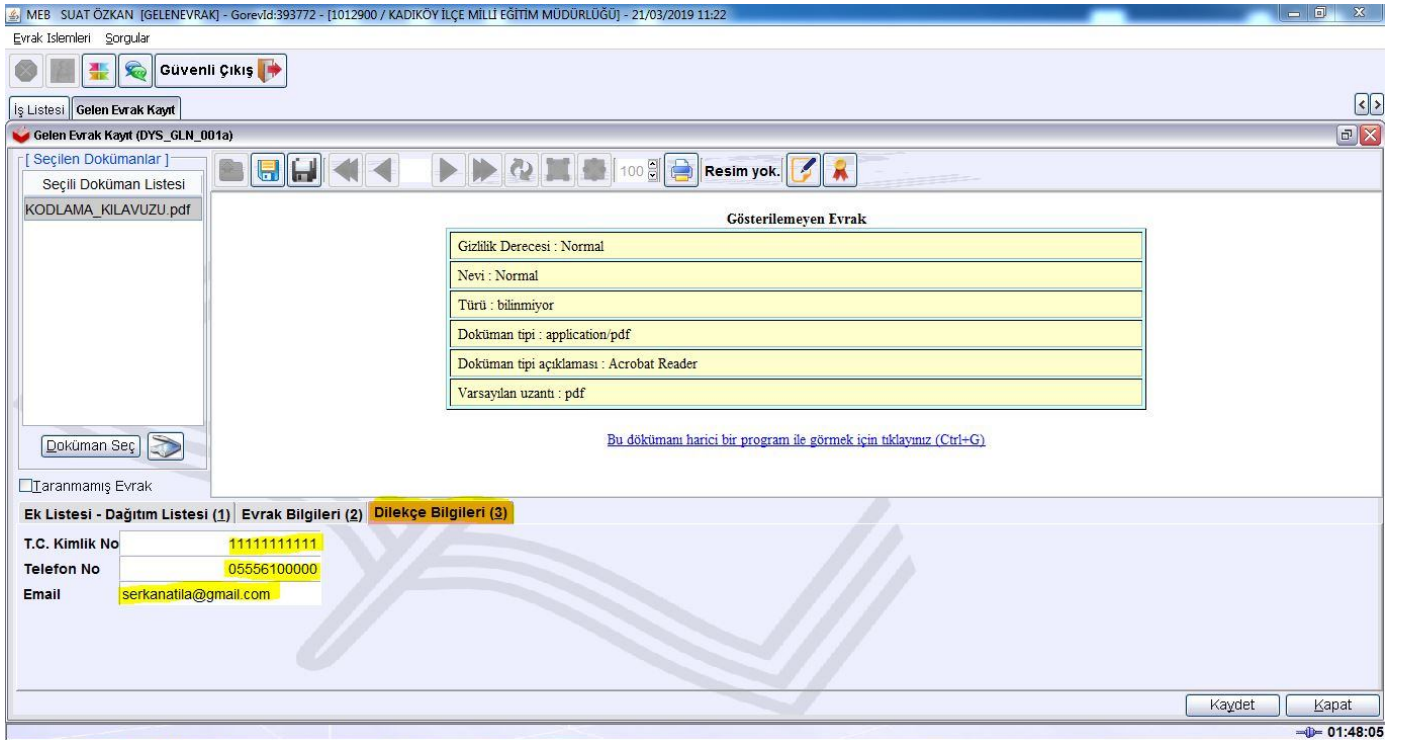 MEB SUAT ÖZKAN [GELENEVRAK] - GorevId:393772 - [1012900 / KADIKÖY İLÇE MİLLİ EĞİTİM MÜDÜRLÜĞÜ] - 21/03/2019 11:22
Evrak Islemleri Sorgular
Güvenli Çıkış
İş Listesi Gelen Evrak Kayıt
Gelen Evrak Kayıt (DYS_GLN_001a)
[ Seçilen Dokümanlar ]
Seçili Doküman Listesi
100 Resim yok.
KODLAMA_KILAVUZU.pdf
Gösterilemeyen Evrak
Gizlilik Derecesi : Normal
Nevi : Normal
Türü : bilinmiyor
Doküman tipi : application/pdf
Doküman tipi açıklaması : Acrobat Reader
Varsayılan uzantı : pdf
Bu dökümanı harici bir program ile görmek için tıklayınız (Ctrl+G)
Doküman Seç
Taranmamış Evrak
Ek Listesi - Dağıtım Listesi (1) Evrak Bilgileri (2) Dilekçe Bilgileri (3)
T.C. Kimlik No 11111111111
Telefon No 05556100000
Email serkanatila@gmail.com
Kaydet Kapat
01:48:05